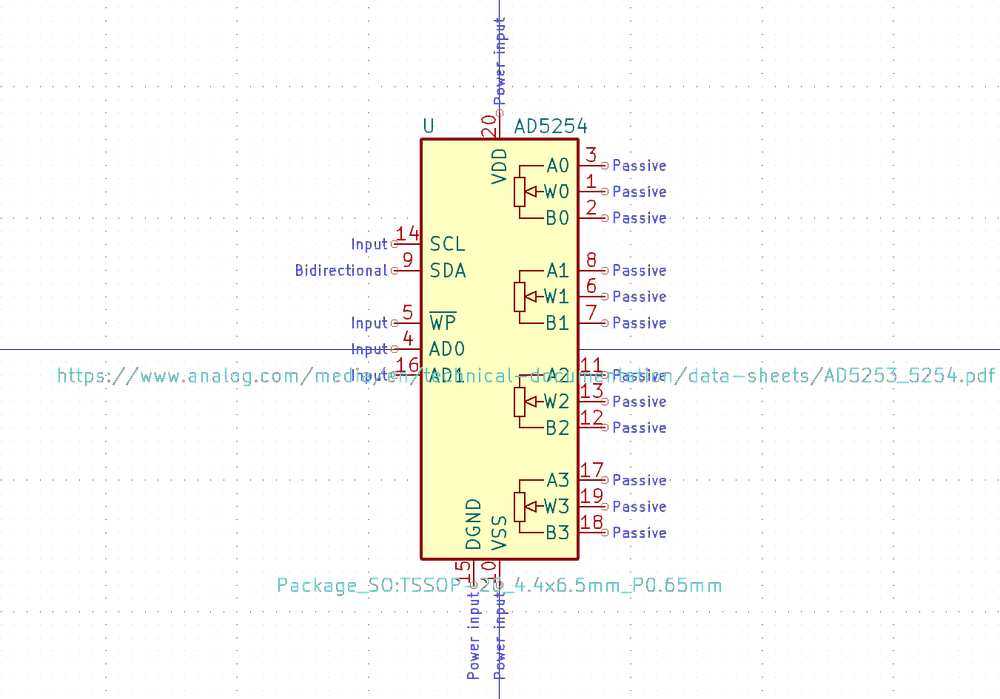 Power input
20
U AD5254
VDD
A0 3 Passive
W0 1 Passive
B0 2 Passive
Input 14 SCL
Bidirectional 9 SDA
A1 8 Passive
W1 6 Passive
B1 7 Passive
Input 5 WP
Input 4 AD0
Input 16 AD1
A2 11 Passive
https://www.analog.com/media/en/technical-documentation/data-sheets/AD5253_5254.pdf
W2 13 Passive
B2 12 Passive
A3 17 Passive
W3 19 Passive
B3 18 Passive
DGND
VSS
15
10
Package_SO:TSSOP-20_4.4x6.5mm_P0.65mm
Power input
Power input